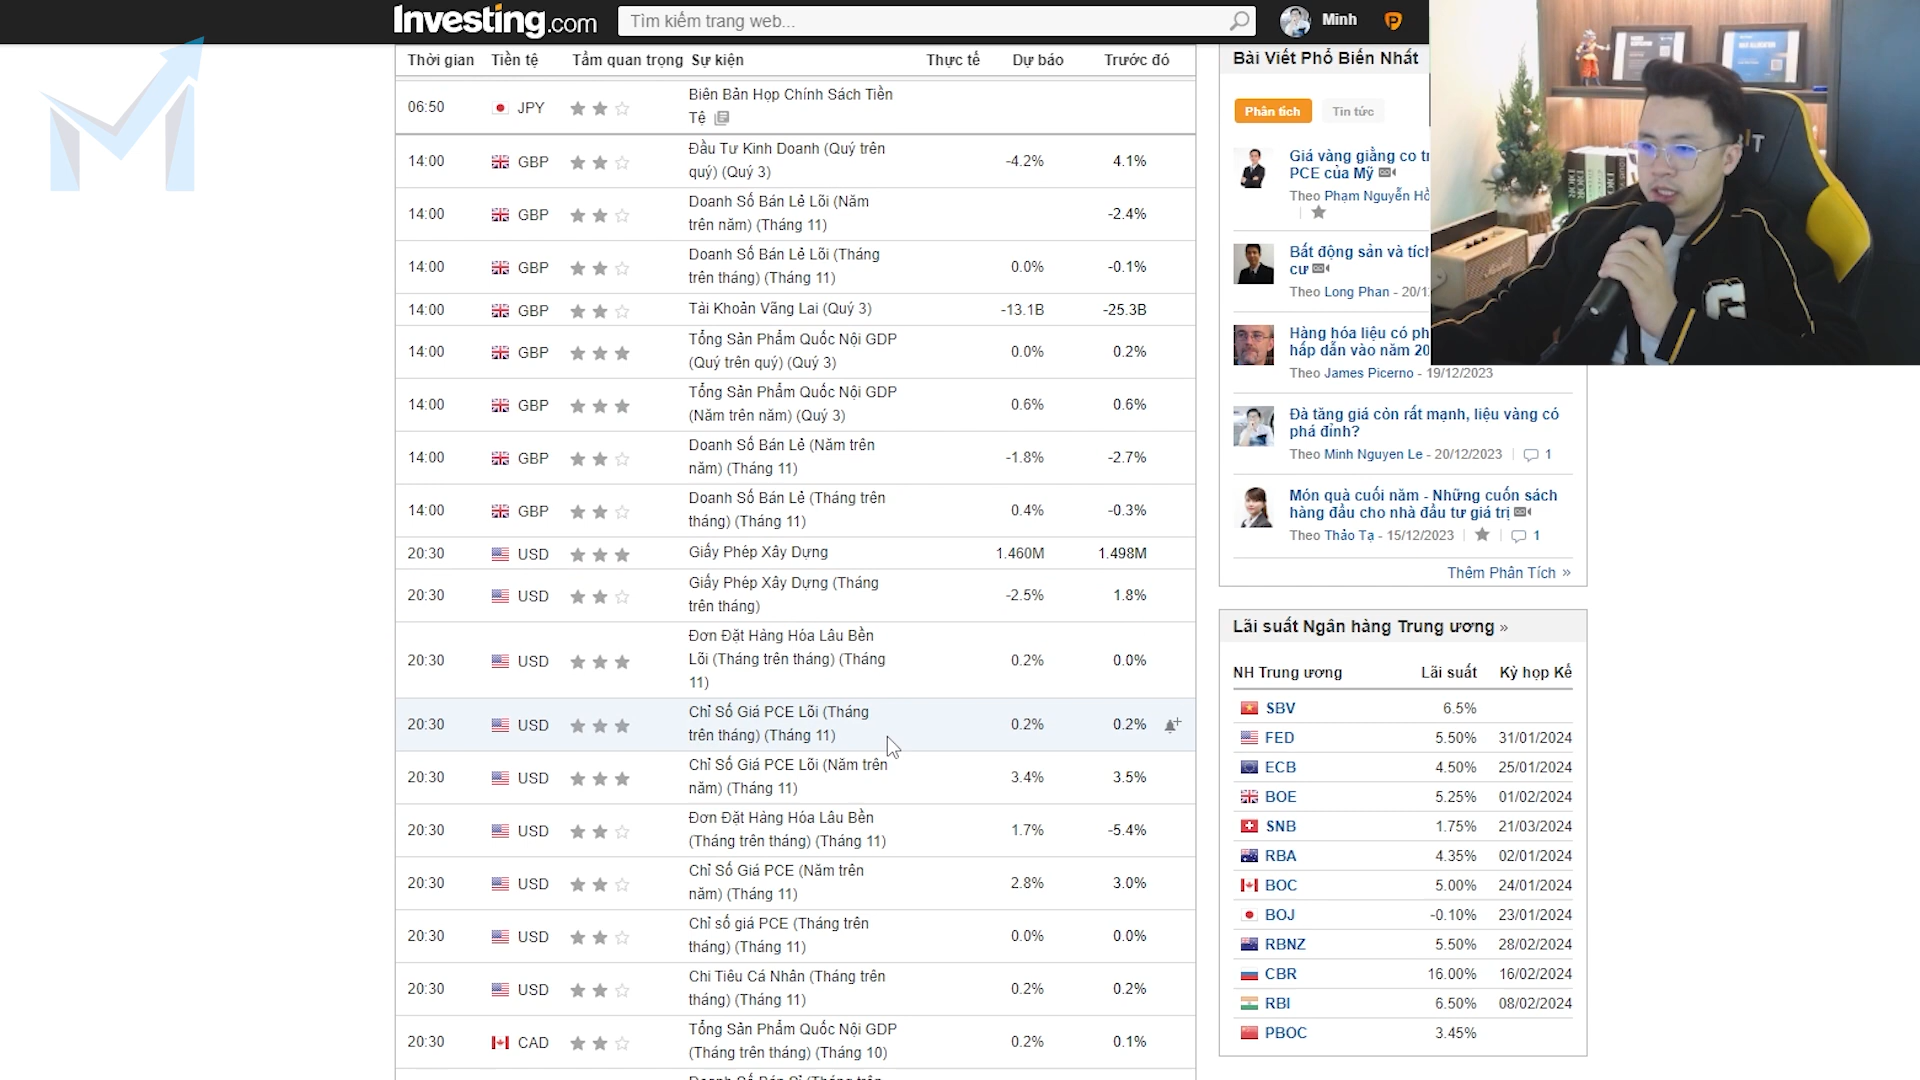 Investing.com
Tìm kiếm trang web...
Minh
Thời gian Tiền tệ Tầm quan trọng Sự kiện Thực tế Dự báo Trước đó
06:50 JPY Biên Bản Họp Chính Sách Tiền
Tệ
14:00 GBP Đầu Tư Kinh Doanh (Quý trên
quý) (Quý 3) -4.2% 4.1%
14:00 GBP Doanh Số Bán Lẻ Lõi (Năm
trên năm) (Tháng 11) -2.4%
14:00 GBP Doanh Số Bán Lẻ Lõi (Tháng
trên tháng) (Tháng 11) 0.0% -0.1%
14:00 GBP Tài Khoản Vãng Lai (Quý 3) -13.1B -25.3B
14:00 GBP Tổng Sản Phẩm Quốc Nội GDP
(Quý trên quý) (Quý 3) 0.0% 0.2%
14:00 GBP Tổng Sản Phẩm Quốc Nội GDP
(Năm trên năm) (Quý 3) 0.6% 0.6%
14:00 GBP Doanh Số Bán Lẻ (Năm trên
năm) (Tháng 11) -1.8% -2.7%
14:00 GBP Doanh Số Bán Lẻ (Tháng trên
tháng) (Tháng 11) 0.4% -0.3%
20:30 USD Giấy Phép Xây Dựng 1.460M 1.498M
20:30 USD Giấy Phép Xây Dựng (Tháng
trên tháng) -2.5% 1.8%
20:30 USD Đơn Đặt Hàng Hóa Lâu Bền
Lõi (Tháng trên tháng) (Tháng
11) 0.2% 0.0%
20:30 USD Chỉ Số Giá PCE Lõi (Tháng
trên tháng) (Tháng 11) 0.2% 0.2%
20:30 USD Chỉ Số Giá PCE Lõi (Năm trên
năm) (Tháng 11) 3.4% 3.5%
20:30 USD Đơn Đặt Hàng Hóa Lâu Bền
(Tháng trên tháng) (Tháng 11) 1.7% -5.4%
20:30 USD Chỉ Số Giá PCE (Năm trên
năm) (Tháng 11) 2.8% 3.0%
20:30 USD Chỉ số giá PCE (Tháng trên
tháng) (Tháng 11) 0.0% 0.0%
20:30 USD Chi Tiêu Cá Nhân (Tháng trên
tháng) (Tháng 11) 0.2% 0.2%
20:30 CAD Tổng Sản Phẩm Quốc Nội GDP
(Tháng trên tháng) (Tháng 10) 0.2% 0.1%
Bài Viết Phổ Biến Nhất
Phân tích Tin tức
Giá vàng giằng co
PCE của Mỹ
Theo Phạm Nguyễn
Bất động sản và
cư
Theo Long Phan
Hàng hóa liệu có
hấp dẫn vào năm
Theo James Picerno - 19/12/2023
Đà tăng giá còn rất mạnh, liệu vàng có
phá đỉnh?
Theo Minh Nguyen Le - 20/12/2023 1
Món quà cuối năm - Những cuốn sách
hàng đầu cho nhà đầu tư giá trị
Theo Thảo Tạ - 15/12/2023 1
Thêm Phân Tích »
Lãi suất Ngân hàng Trung ương »
NH Trung ương Lãi suất Kỳ họp Kế
SBV 6.5%
FED 5.50% 31/01/2024
ECB 4.50% 25/01/2024
BOE 5.25% 01/02/2024
SNB 1.75% 21/03/2024
RBA 4.35% 02/01/2024
BOC 5.00% 24/01/2024
BOJ -0.10% 23/01/2024
RBNZ 5.50% 28/02/2024
CBR 16.00% 16/02/2024
RBI 6.50% 08/02/2024
PBOC 3.45%